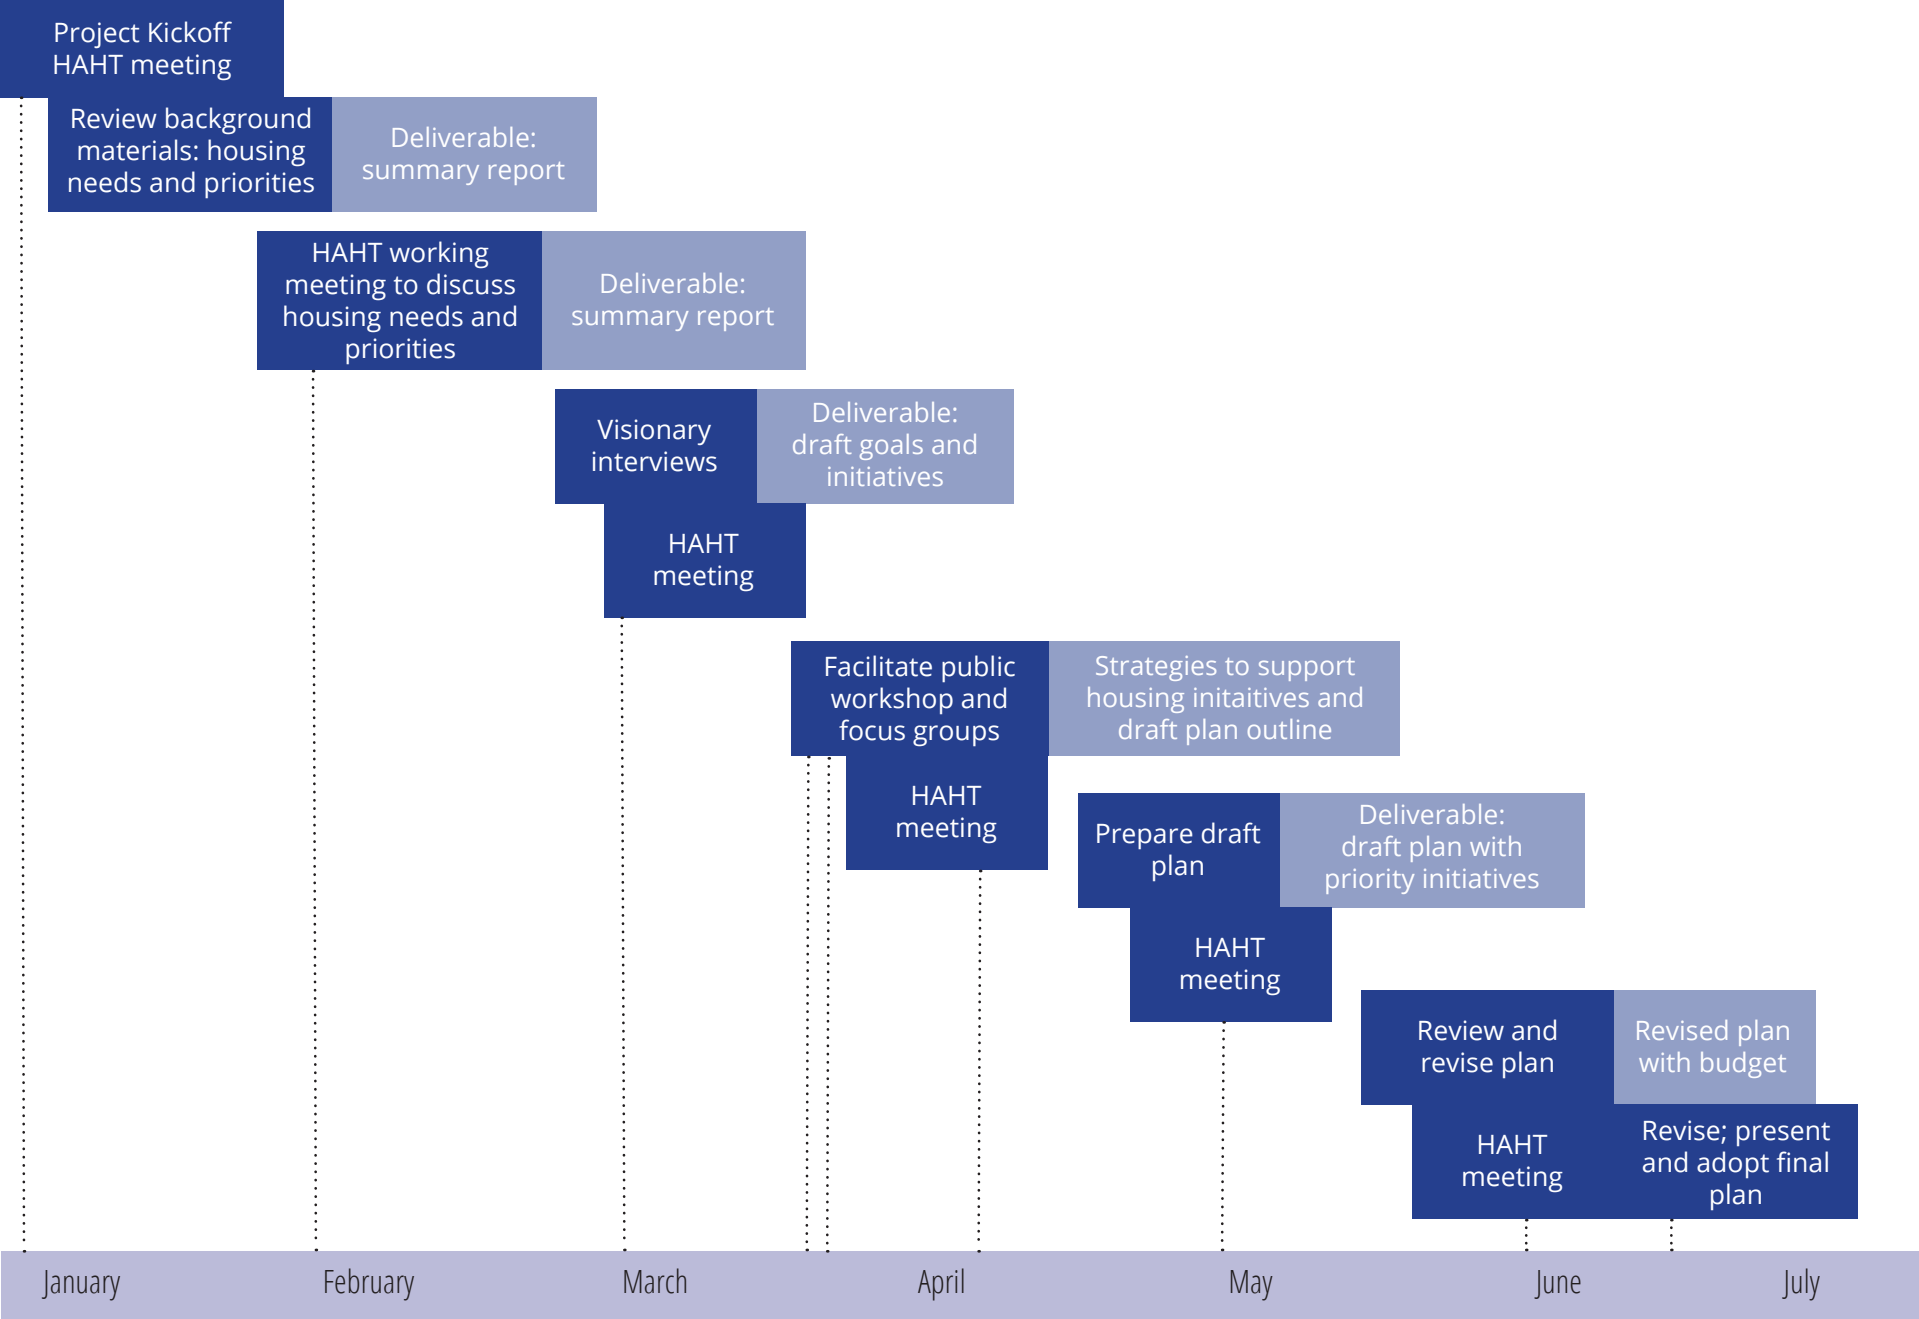 Project Kickoff
HAHT meeting
Review background
materials: housing
needs and priorities
Deliverable:
summary report
HAHT working
meeting to discuss
housing needs and
priorities
Deliverable:
summary report
Visionary
interviews
Deliverable:
draft goals and
initiatives
HAHT
meeting
Facilitate public
workshop and
focus groups
Strategies to support
housing initaitives and
draft plan outline
HAHT
meeting
Prepare draft
plan
Deliverable:
draft plan with
priority initiatives
HAHT
meeting
Review and
revise plan
Revised plan
with budget
HAHT
meeting
Revise; present
and adopt final
plan
January February March April May June July